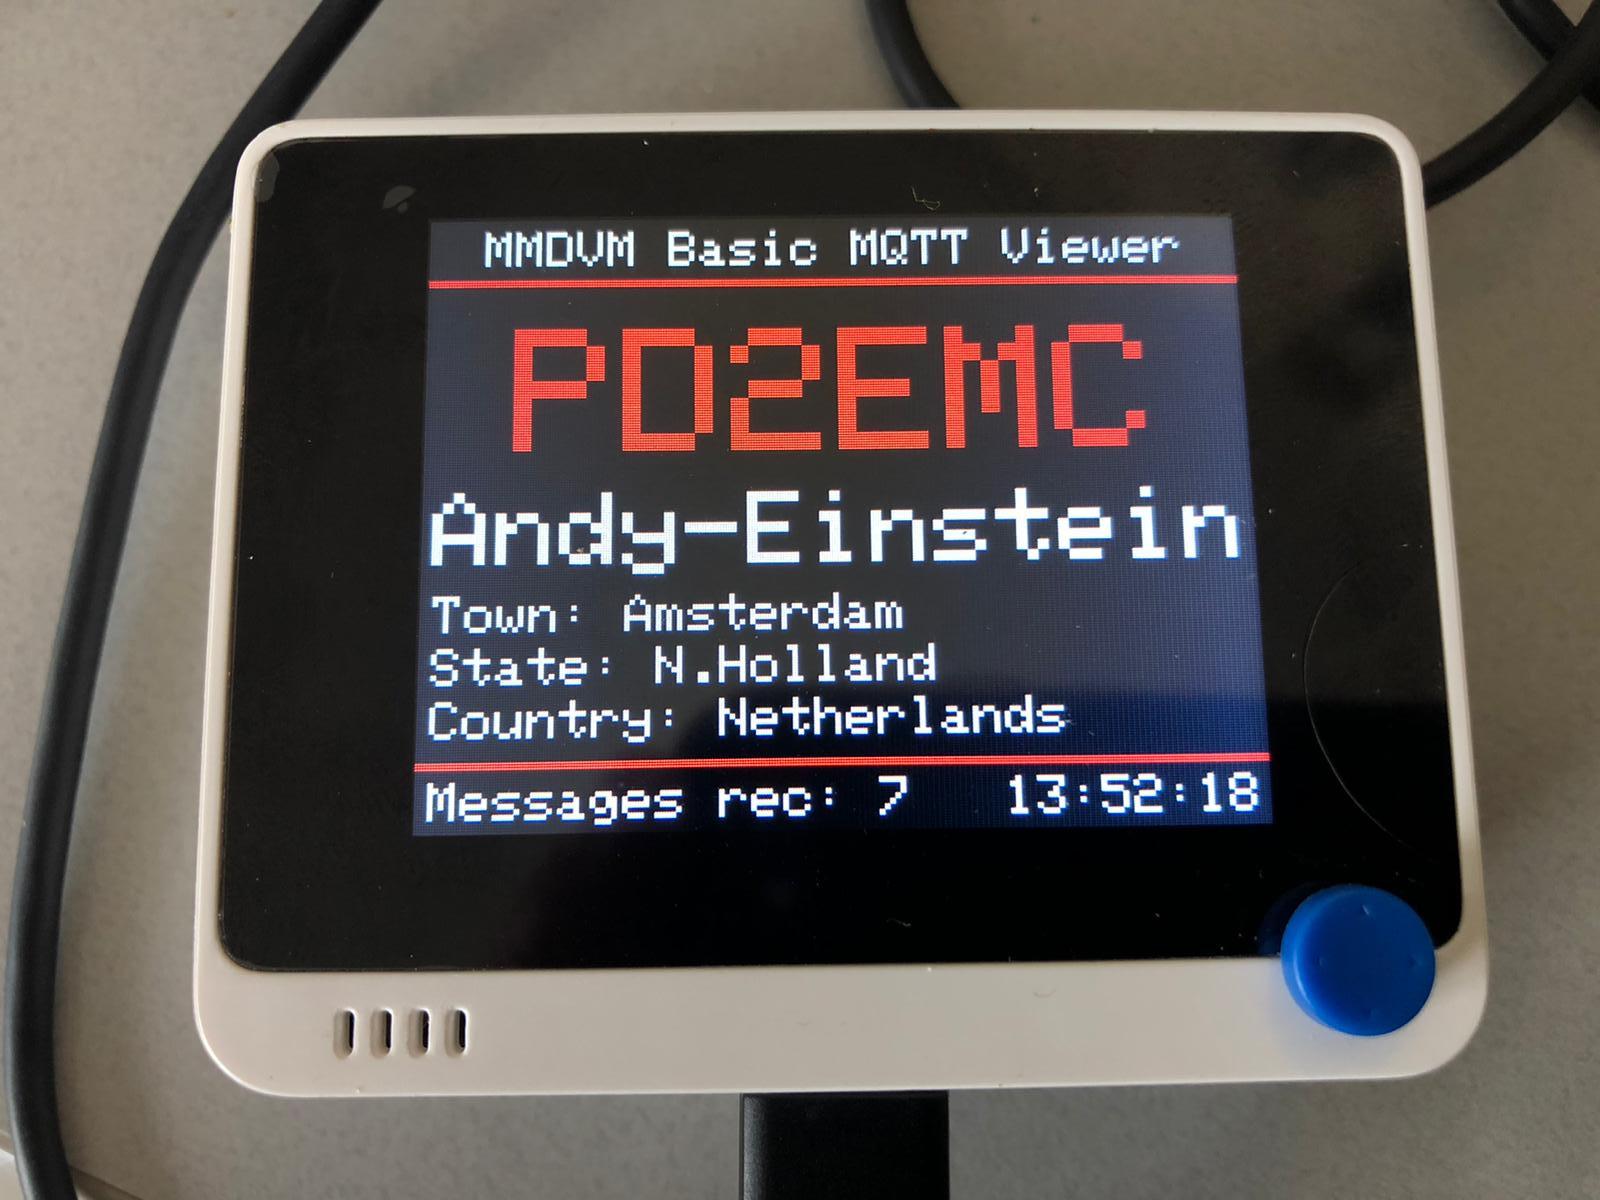 MMDVM Basic MQTT Viewer
PD2EMC
Andy-Einstein
Town: Amsterdam
State: N.Holland
Country: Netherlands
Messages rec: 7 13:52:18